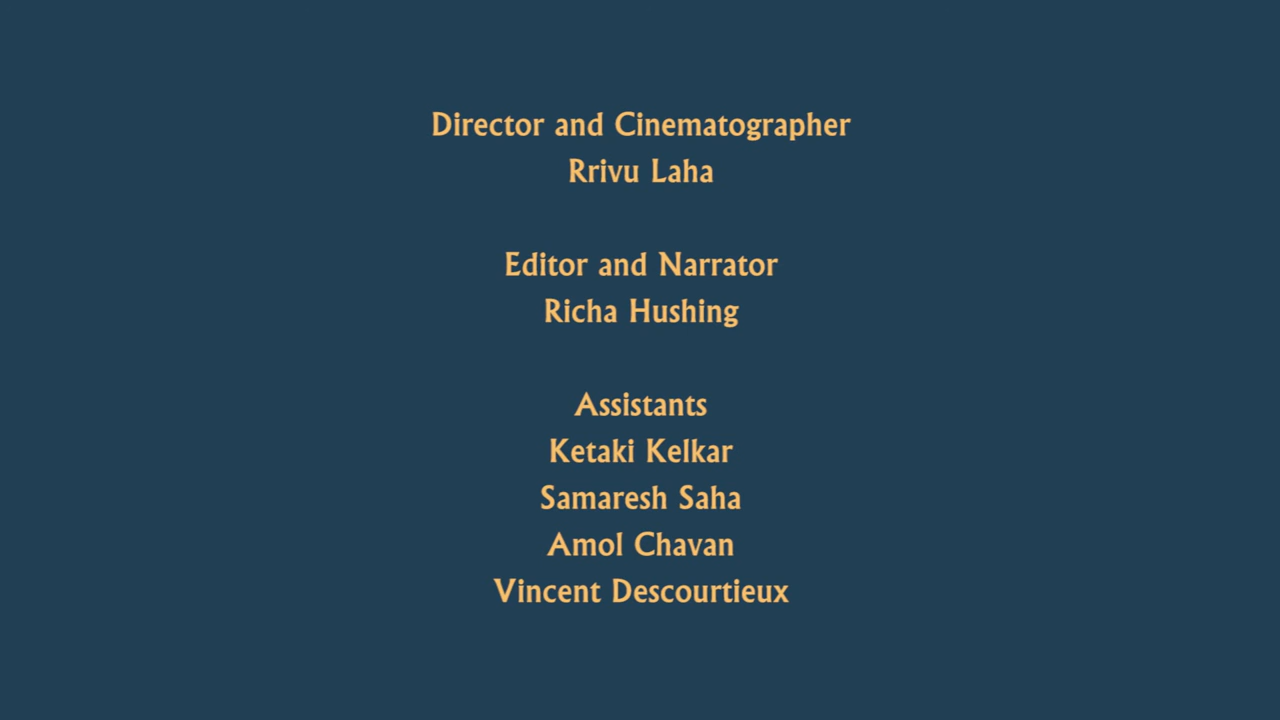 Director and Cinematographer
Rrivu Laha
Editor and Narrator
Richa Hushing
Assistants
Ketaki Kelkar
Samaresh Saha
Amol Chavan
Vincent Descourtieux